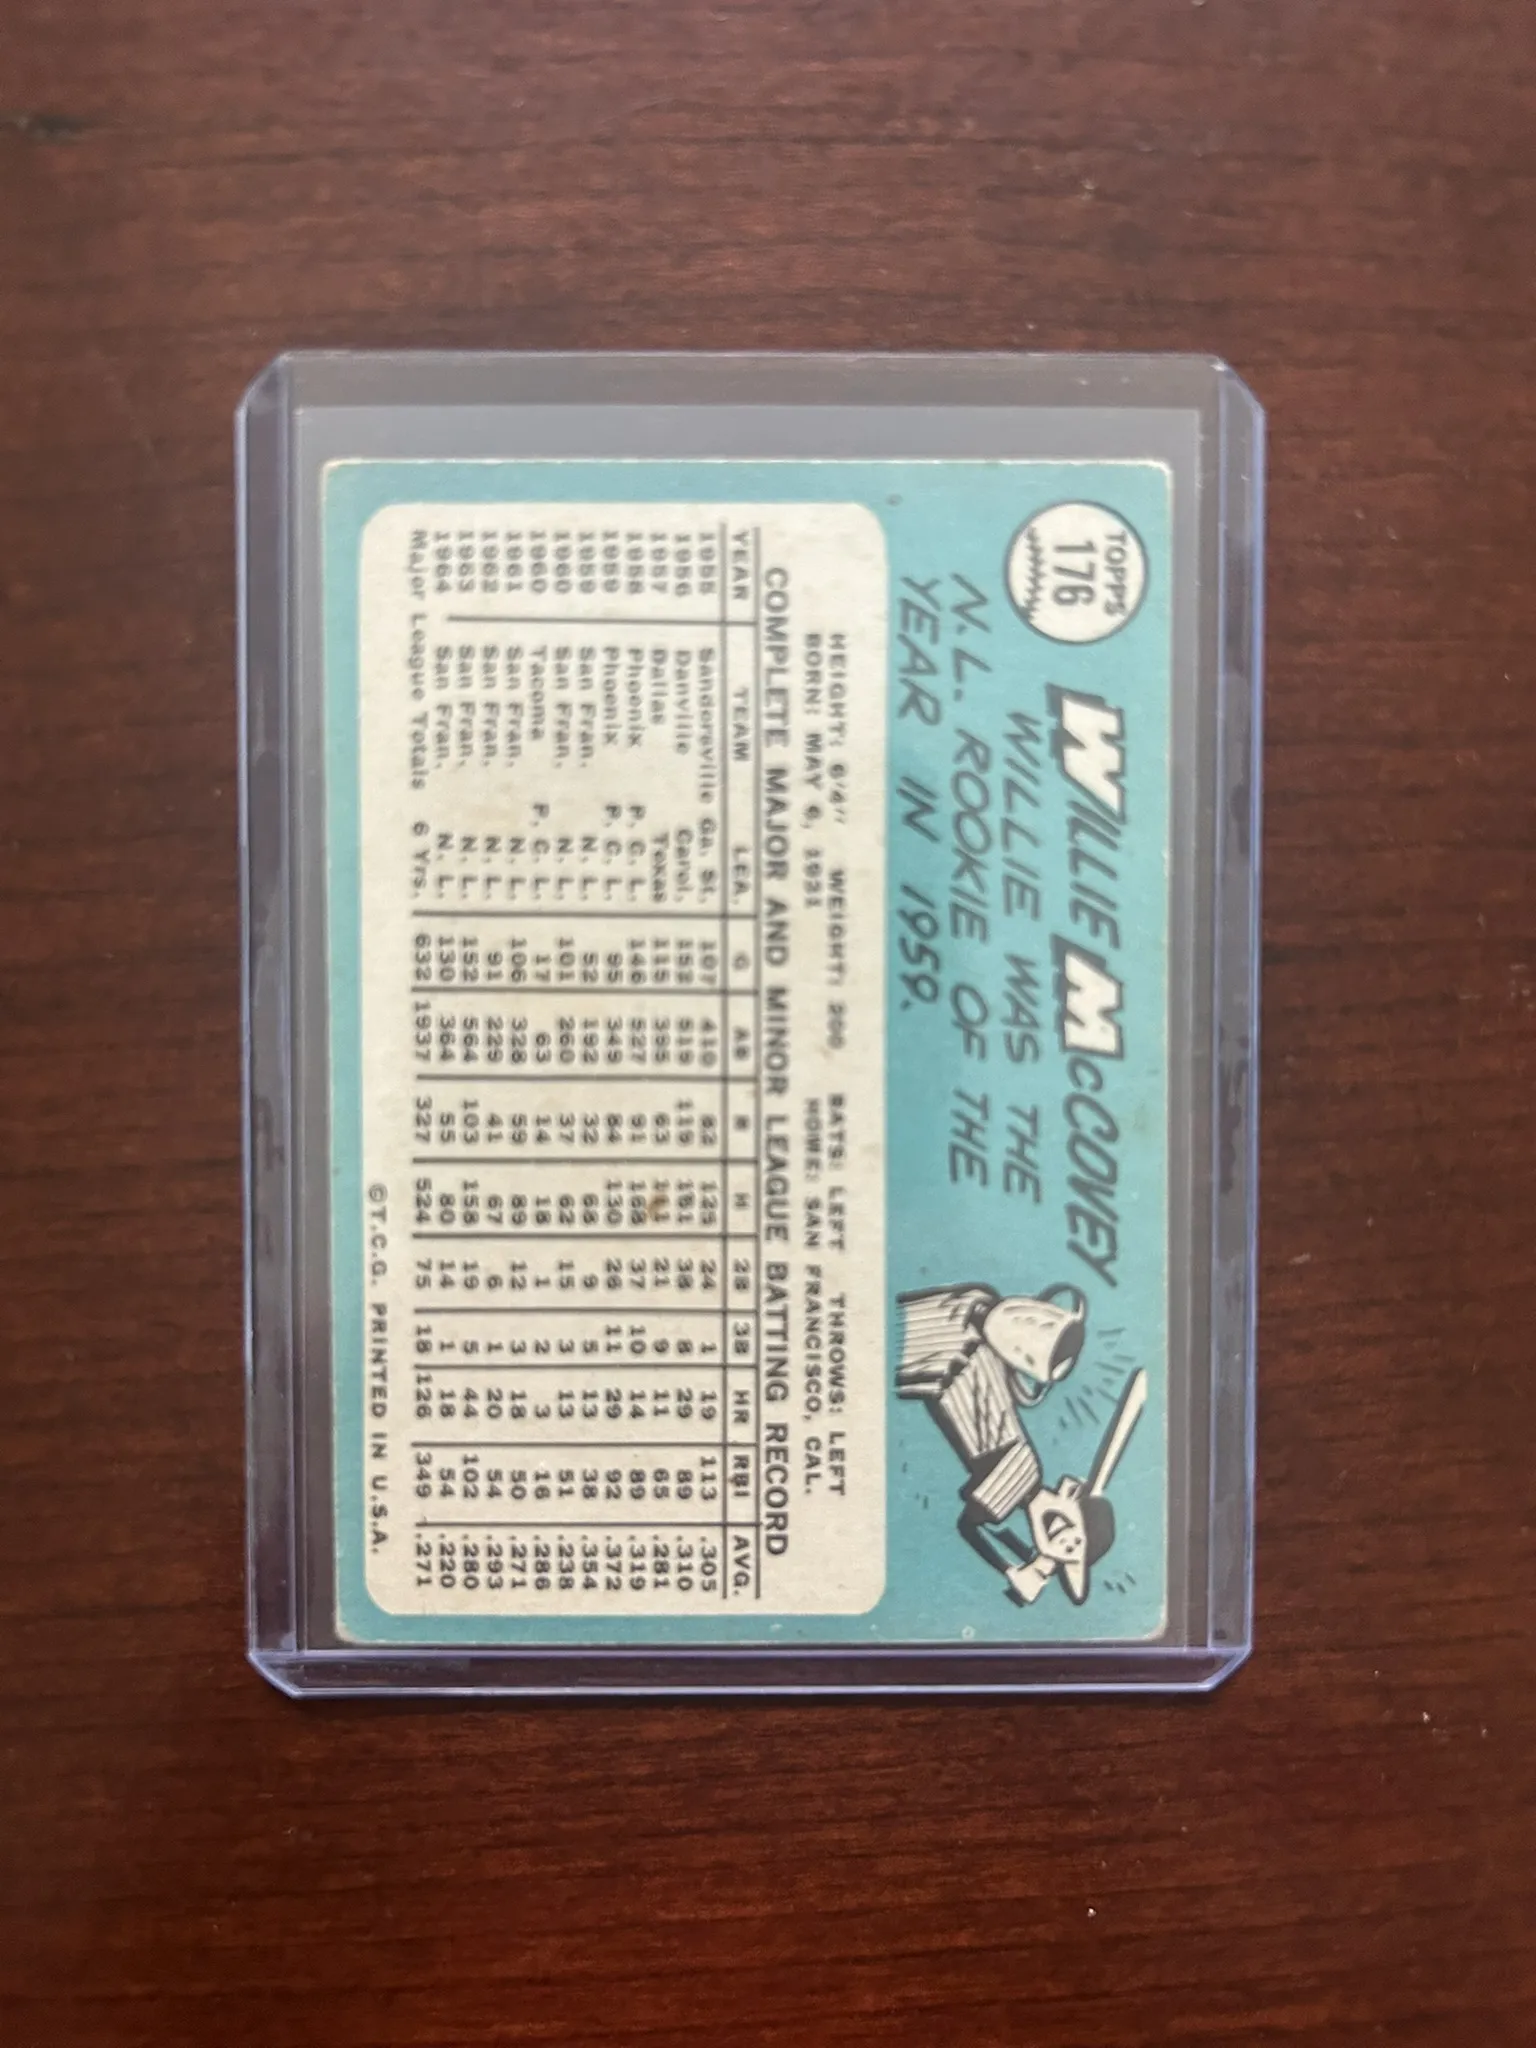 TOPPS
176
WILLIE McCOVEY
WILLIE WAS THE
N.L. ROOKIE OF THE
YEAR IN 1959.
HEIGHT: 6'4" WEIGHT: 200. BATS: LEFT THROWS: LEFT
BORN: MAY 6, 1931 HOME: SAN FRANCISCO, CAL.
COMPLETE MAJOR AND MINOR LEAGUE BATTING RECORD
YEAR TEAM LEA. G AB R H 2B 3B HR RBI AVG.
1955 Sandersville Ga. St. 107 410 82 125 24 1 19 113 .305
1956 Danville Carol. 152 519 119 161 38 8 29 89 .310
1957 Dallas Texas 115 395 63 111 21 9 11 65 .281
1958 Phoenix P. C. L. 146 527 91 168 37 10 14 89 .319
1959 Phoenix P. C. L. 95 349 84 130 26 11 29 92 .372
1959 San Fran. N. L. 52 192 32 68 9 5 13 38 .354
1960 San Fran. N. L. 101 260 37 62 15 3 13 51 .238
1960 Tacoma P. C. L. 17 63 14 18 1 2 3 16 .286
1961 San Fran. N. L. 106 328 59 89 12 3 18 50 .271
1962 San Fran. N. L. 91 229 41 67 6 1 20 54 .293
1963 San Fran. N. L. 152 564 103 158 19 5 44 102 .280
1964 San Fran. N. L. 130 364 55 80 14 1 18 54 .220
Major League Totals 6 Yrs. 632 1937 327 524 75 18 126 349 .271
©T.C.G. PRINTED IN U.S.A.